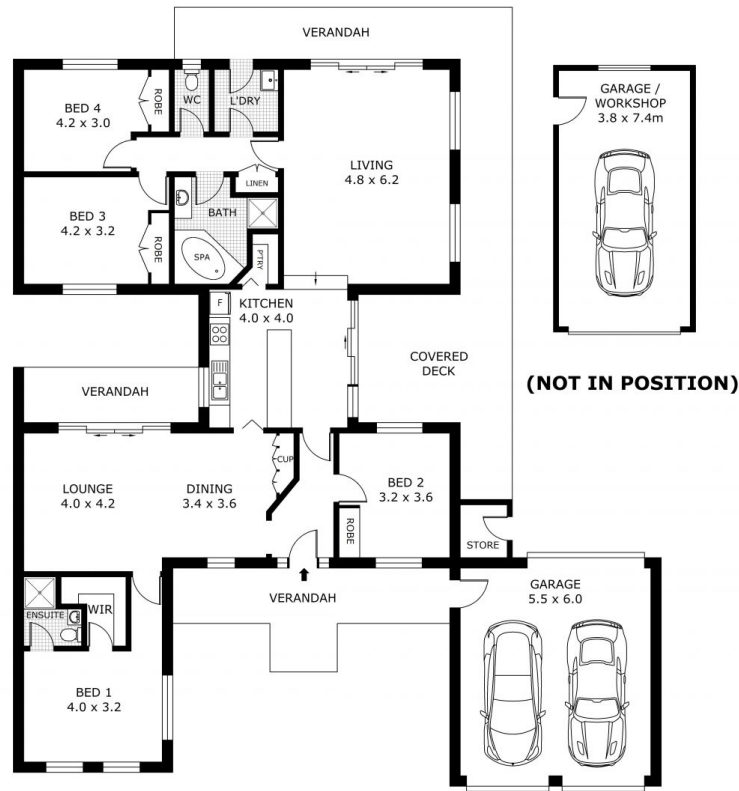 VERANDAH
BED 4
4.2 x 3.0
ROBE
WC
L'DRY
LIVING
4.8 x 6.2
GARAGE /
WORKSHOP
3.8 x 7.4m
LINEN
BED 3
4.2 x 3.2
ROBE
BATH
SPA
PTRY
F
KITCHEN
4.0 x 4.0
COVERED
DECK
(NOT IN POSITION)
VERANDAH
LOUNGE
4.0 x 4.2
DINING
3.4 x 3.6
CUP
BED 2
3.2 x 3.6
ROBE
STORE
VERANDAH
GARAGE
5.5 x 6.0
ENSUITE
WIR
BED 1
4.0 x 3.2